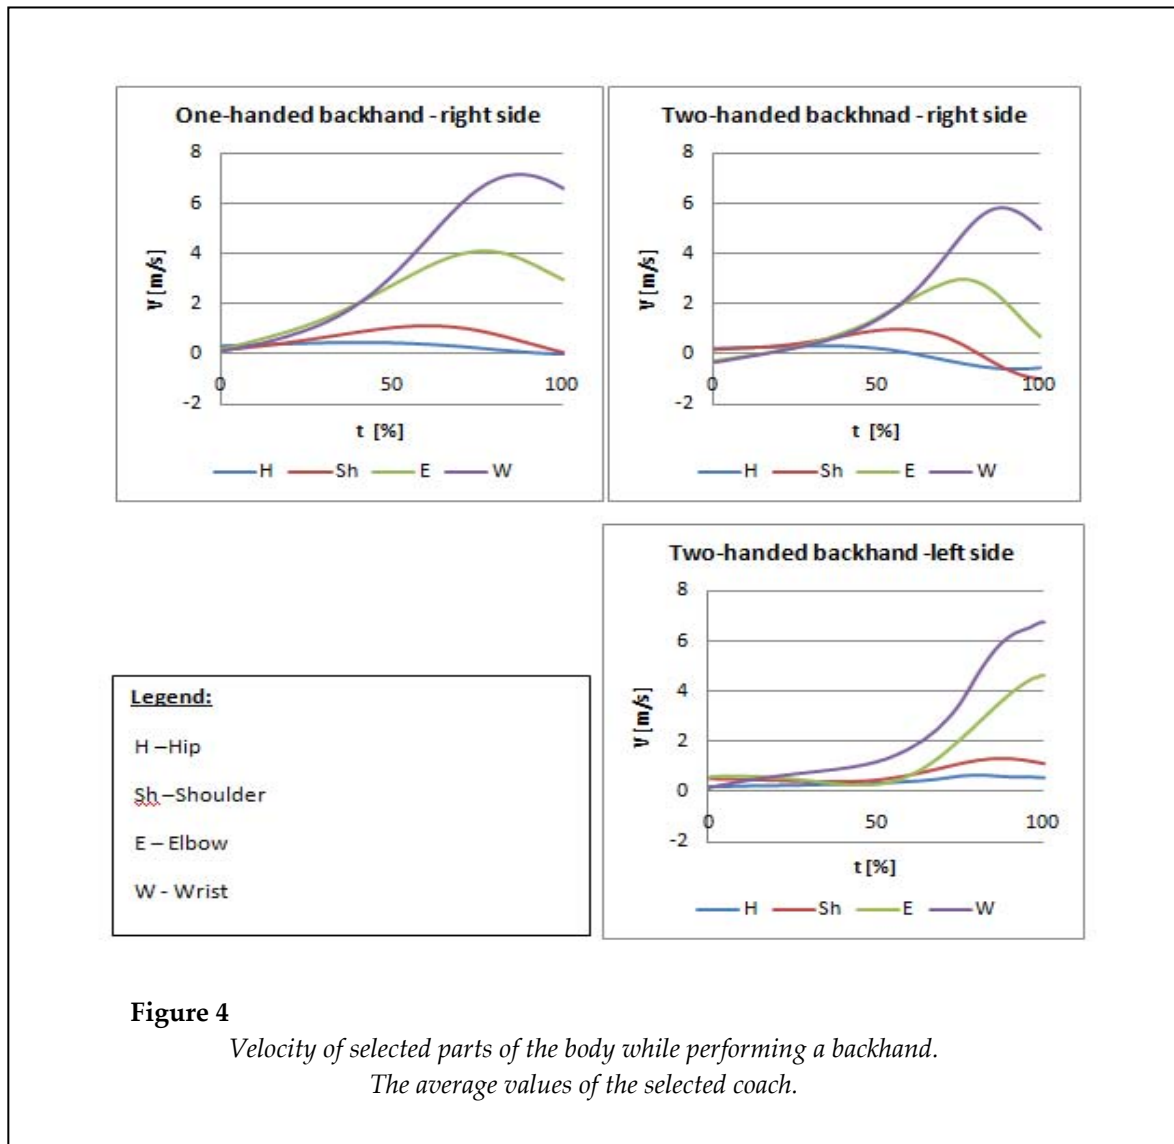 One-handed backhand - right side
8
6
4
2
0
-2
V [m/s]
0 50 100
t [%]
H Sh E W
Two-handed backhnad - right side
8
6
4
2
0
-2
V [m/s]
0 50 100
t [%]
H Sh E W
Two-handed backhand -left side
8
6
4
2
0
-2
V [m/s]
0 50 100
t [%]
H Sh E W
Legend:
H –Hip
Sh –Shoulder
E – Elbow
W - Wrist
Figure 4
Velocity of selected parts of the body while performing a backhand.
The average values of the selected coach.